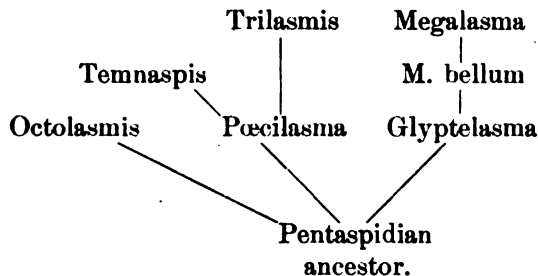 Trilasmis Megalasma
Temnaspis M. bellum
Octolasmis Pœcilasma Glyptelasma
Pentaspidian
ancestor.